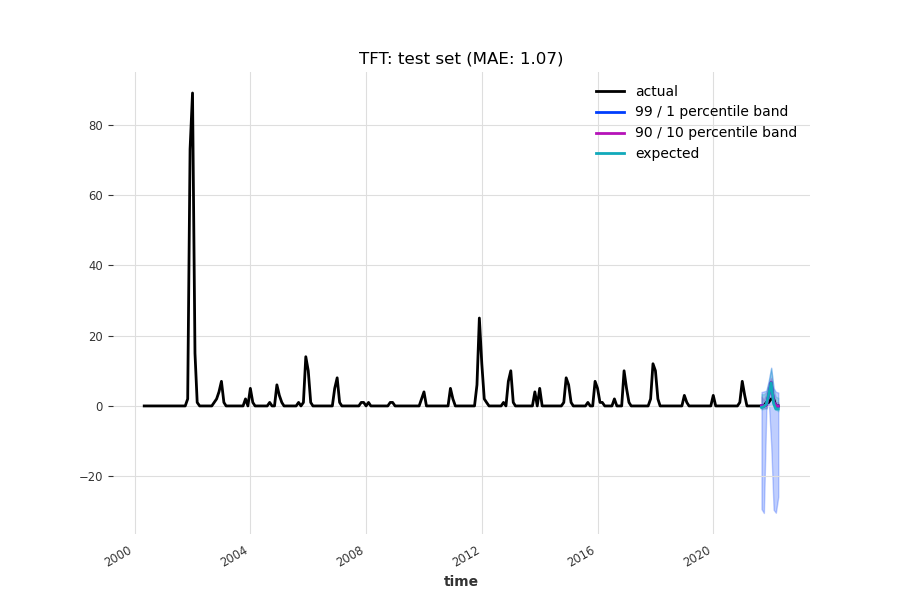 TFT: test set (MAE: 1.07)
actual
99 / 1 percentile band
90 / 10 percentile band
expected
80
60
40
20
0
−20
2000
2004
2008
2012
2016
2020
time